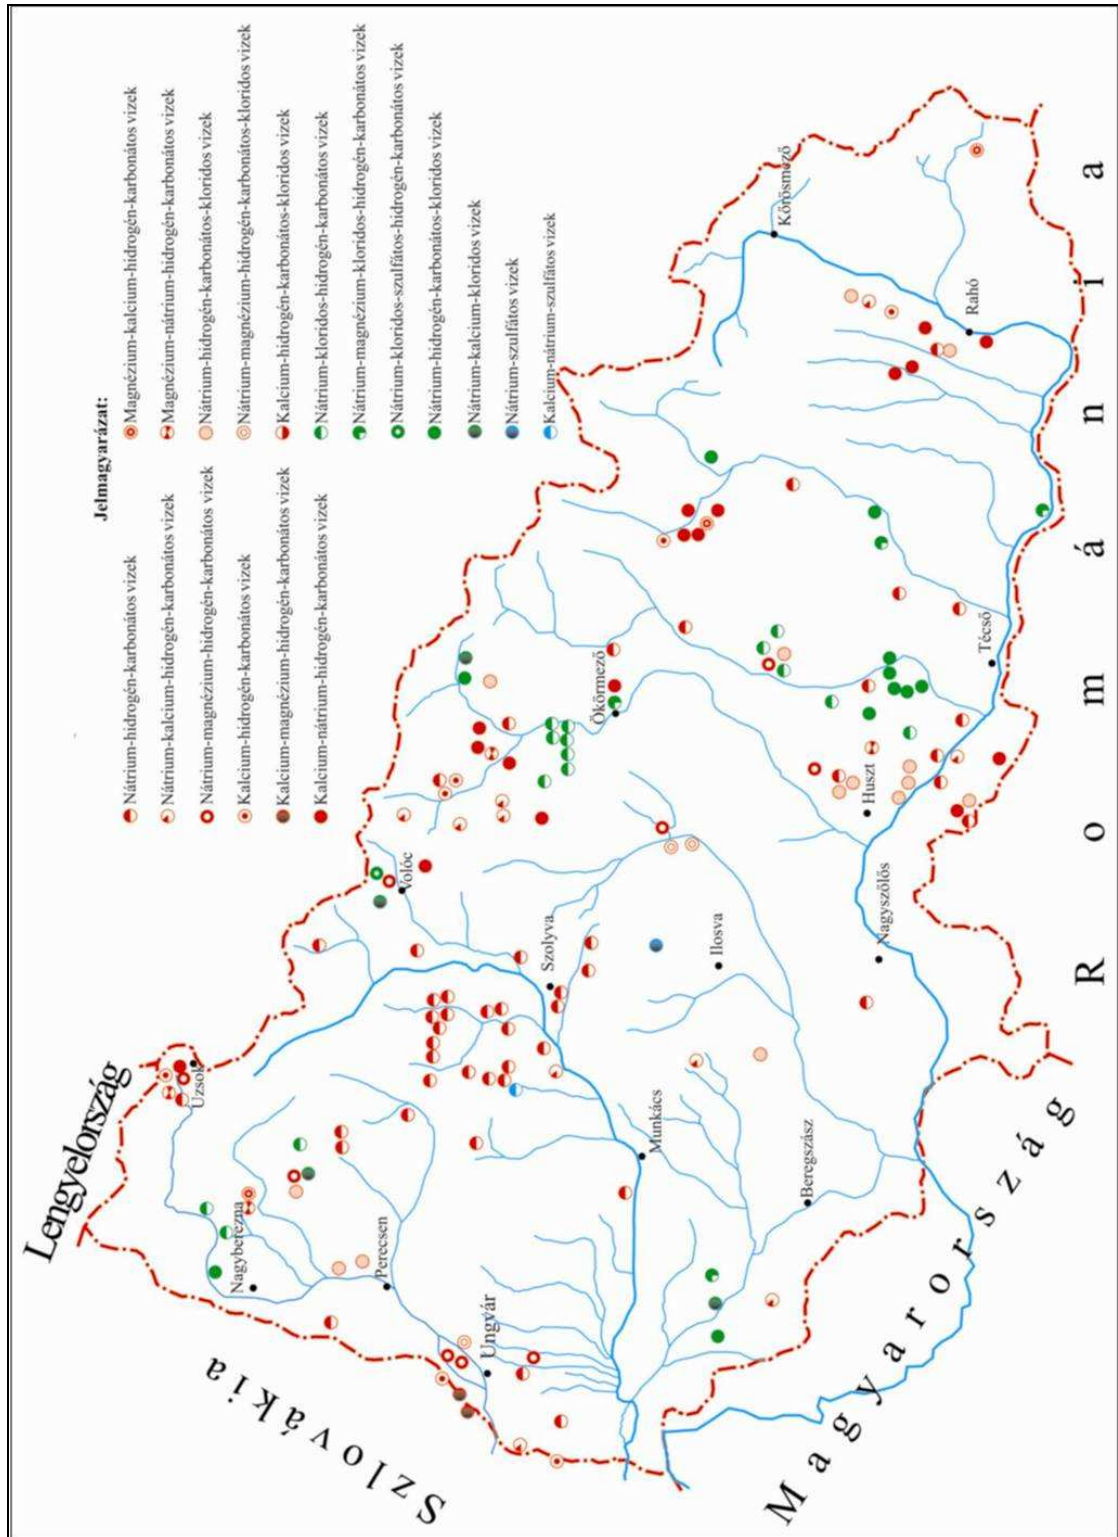 Jelmagyarázat:
Nátrium-hidrogén-karbonátos vizek
Nátrium-kalcium-hidrogén-karbonátos vizek
Nátrium-magnézium-hidrogén-karbonátos vizek
Kalcium-hidrogén-karbonátos vizek
Kalcium-magnézium-hidrogén-karbonátos vizek
Kalcium-nátrium-hidrogén-karbonátos vizek
Magnézium-kalcium-hidrogén-karbonátos vizek
Magnézium-nátrium-hidrogén-karbonátos vizek
Nátrium-hidrogén-karbonátos-kloridos vizek
Nátrium-magnézium-hidrogén-karbonátos-kloridos vizek
Kalcium-hidrogén-karbonátos-kloridos vizek
Nátrium-kloridos-hidrogén-karbonátos vizek
Nátrium-magnézium-kloridos-hidrogén-karbonátos vizek
Nátrium-kloridos-szulfátos-hidrogén-karbonátos vizek
Nátrium-hidrogén-karbonátos-kloridos vizek
Nátrium-kalcium-kloridos vizek
Nátrium-szulfátos vizek
Kalcium-nátrium-szulfátos vizek
Lengyelország
Szlovákia
Magyarország
Románia
Uzsok
Nagyberezna
Perecsen
Ungvár
Volóc
Szolyva
Munkács
Ilosva
Beregszász
Nagyszőlős
Huszt
Ökörmező
Técső
Rahó
Kőrösmező